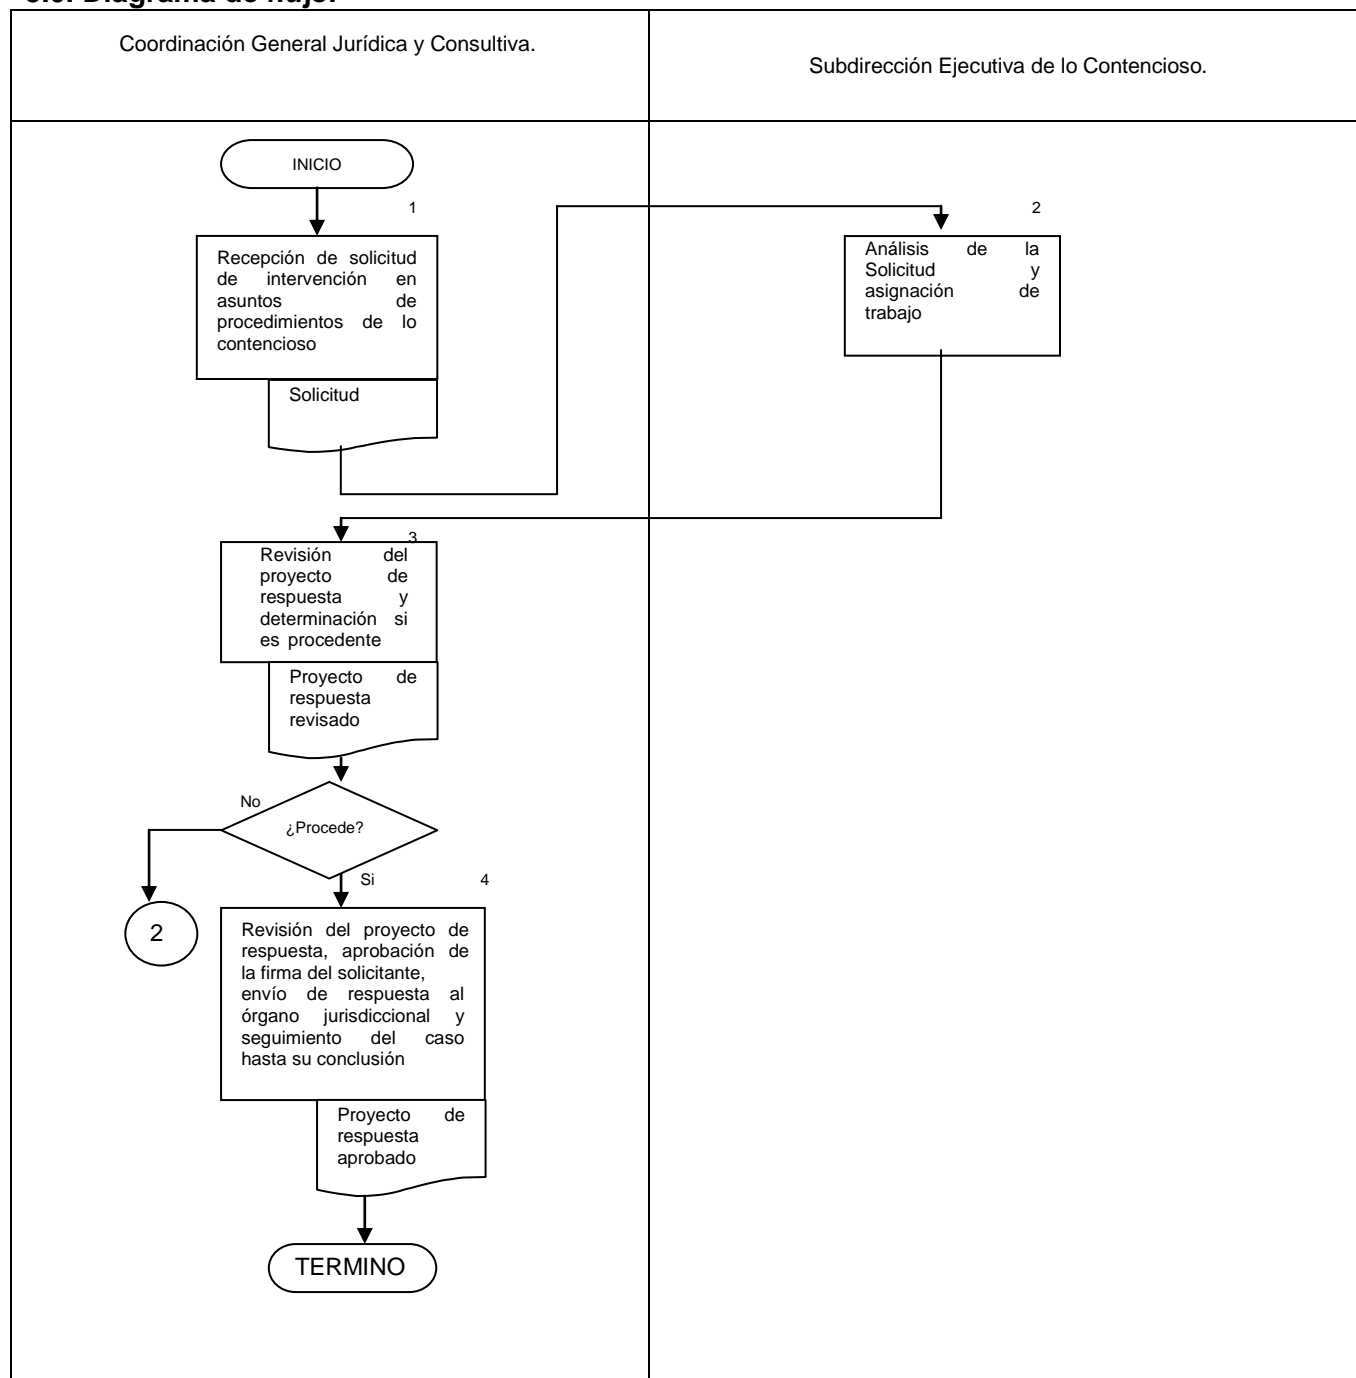 Coordinación General Jurídica y Consultiva.
Subdirección Ejecutiva de lo Contencioso.
INICIO
1
Recepción de solicitud
de intervención en
asuntos de
procedimientos de lo
contencioso
Solicitud
2
Análisis de la
Solicitud y
asignación de
trabajo
3
Revisión del
proyecto de
respuesta y
determinación si
es procedente
Proyecto de
respuesta
revisado
No
¿Procede?
Si
4
2
Revisión del proyecto de
respuesta, aprobación de
la firma del solicitante,
envío de respuesta al
órgano jurisdiccional y
seguimiento del caso
hasta su conclusión
Proyecto de
respuesta
aprobado
TERMINO